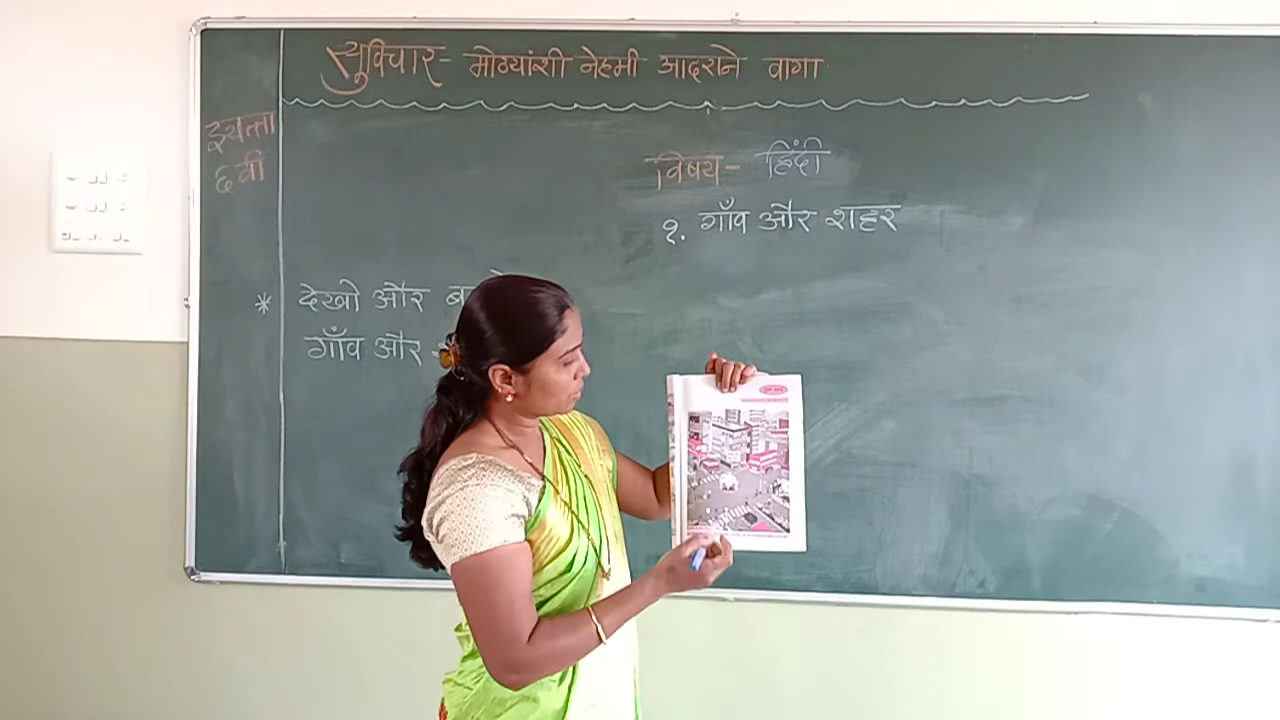 सुविचार - मोठ्यांशी नेहमी आदराने वागा
इयत्ता
६वी
विषय - हिंदी
१. गाँव और शहर
* देखो और
गाँव और